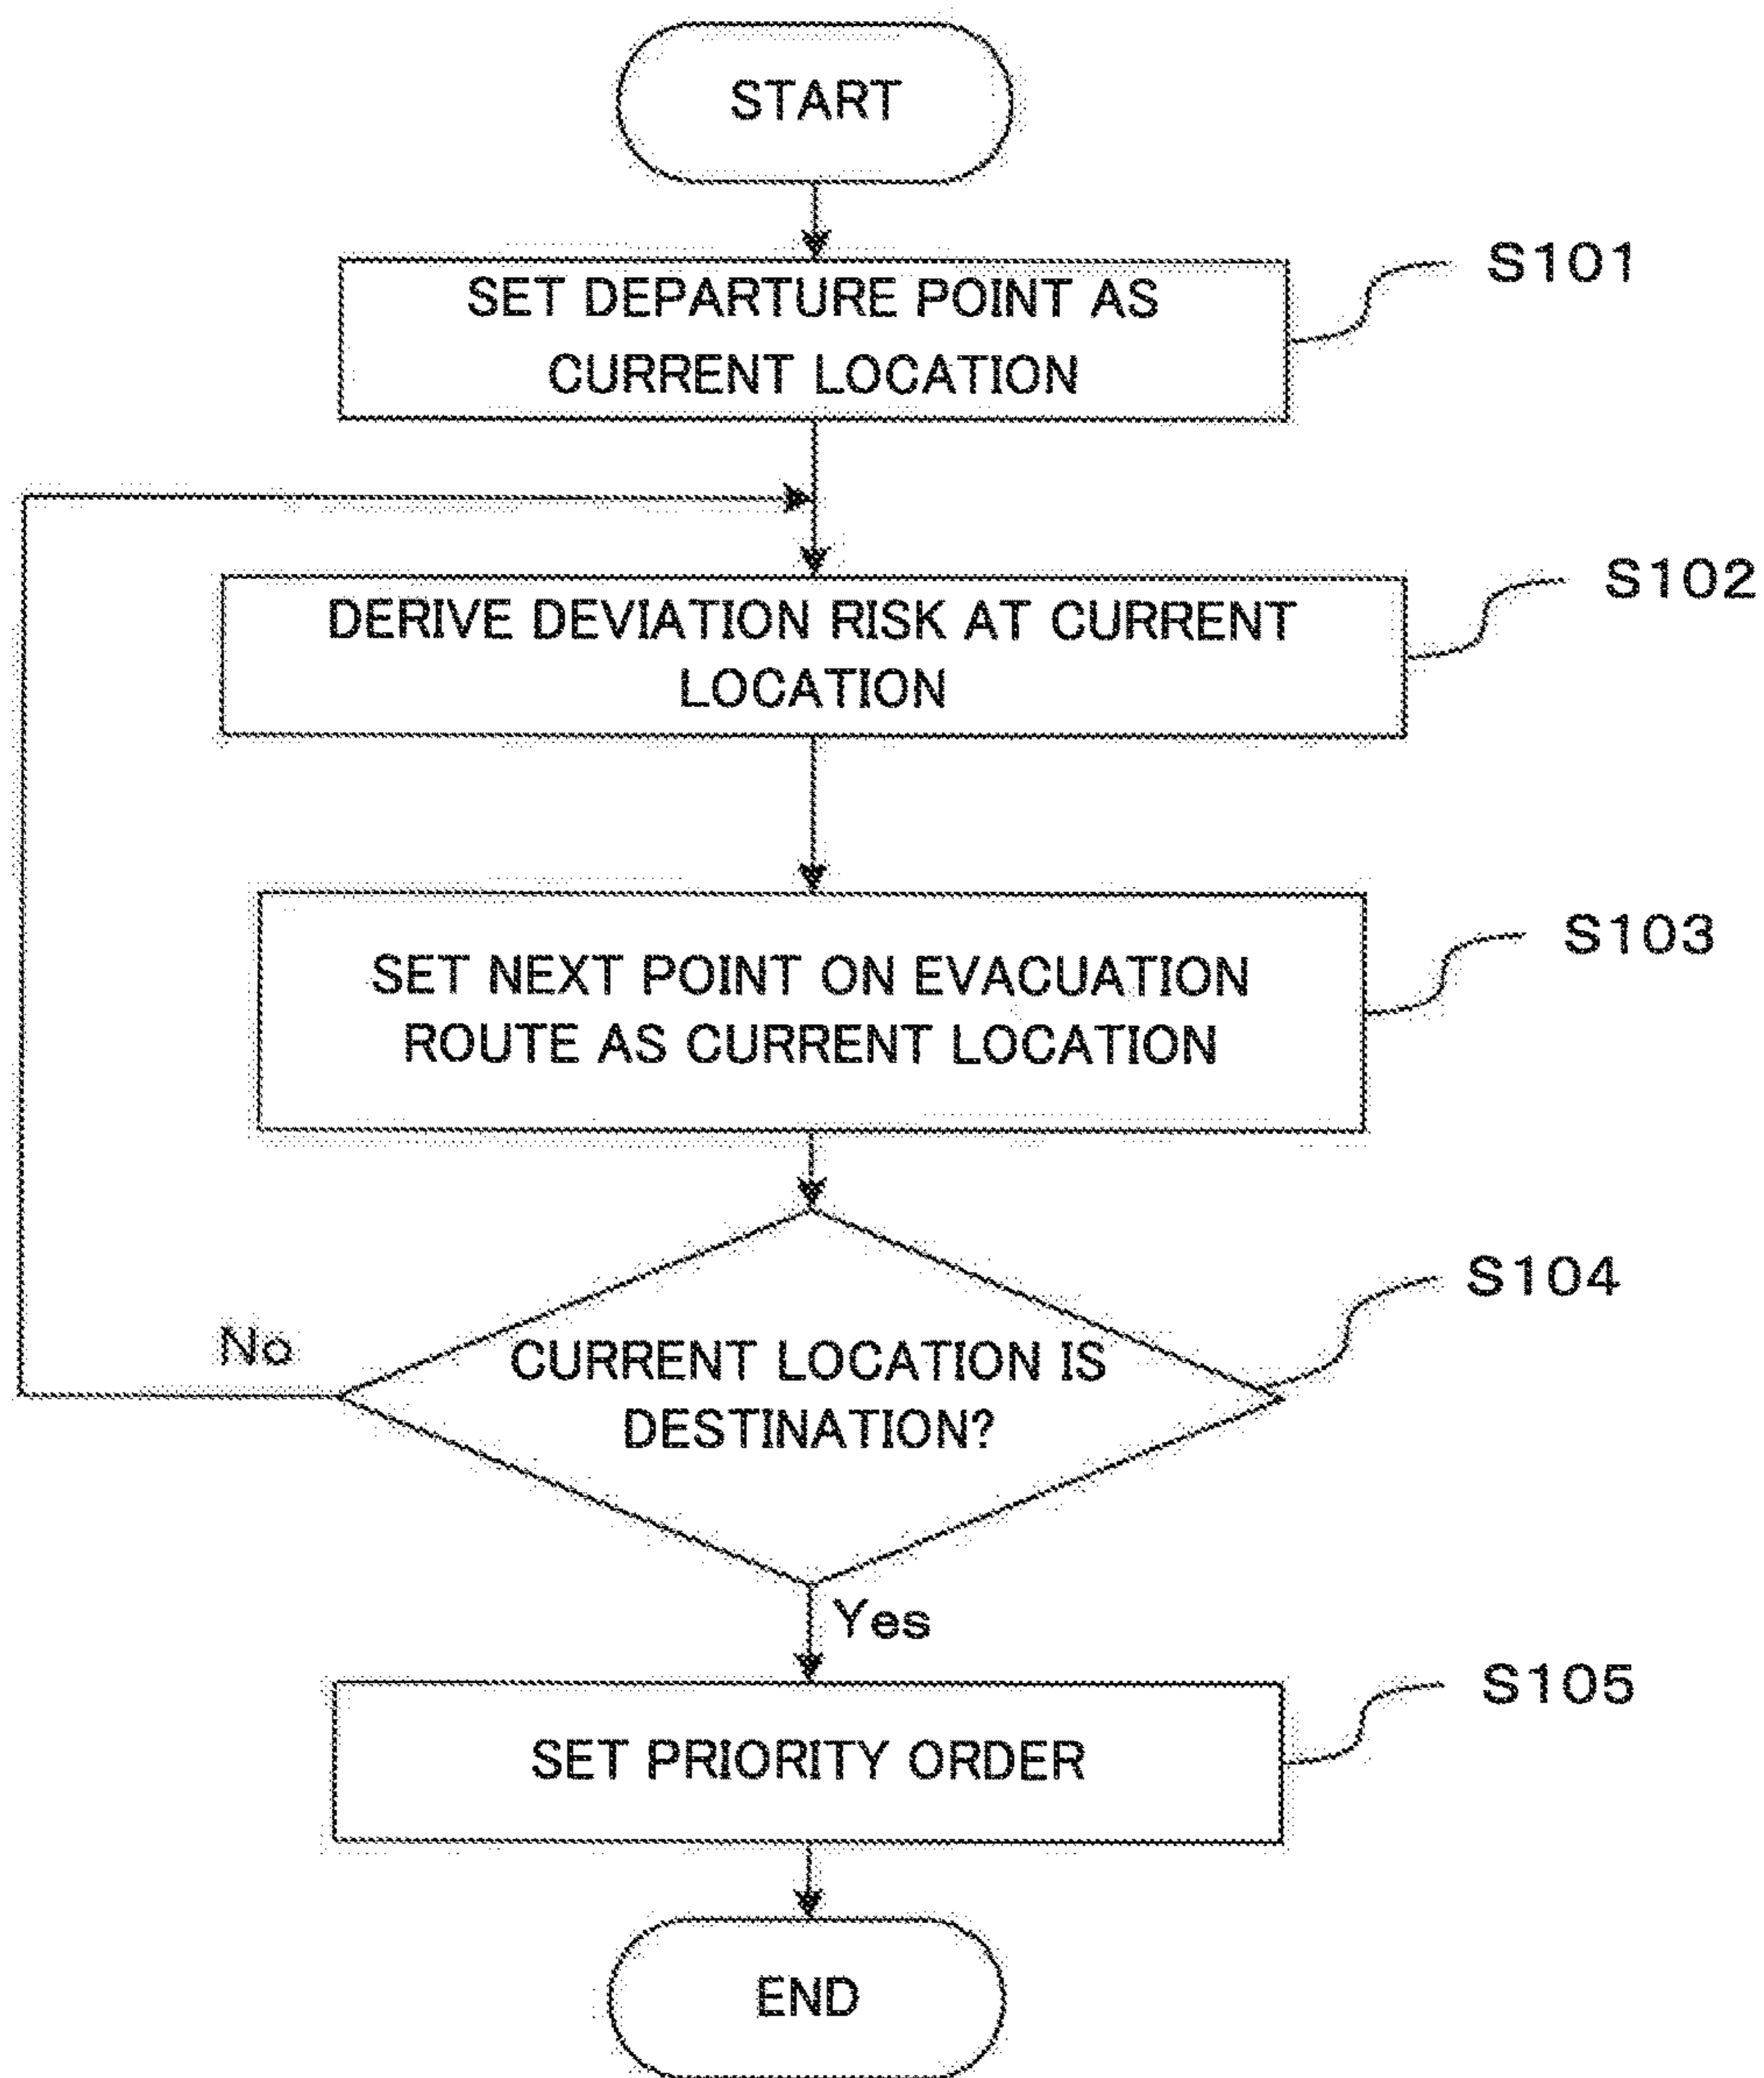 START
SET DEPARTURE POINT AS
CURRENT LOCATION
S101
DERIVE DEVIATION RISK AT CURRENT
LOCATION
S102
SET NEXT POINT ON EVACUATION
ROUTE AS CURRENT LOCATION
S103
CURRENT LOCATION IS
DESTINATION?
S104
No
Yes
SET PRIORITY ORDER
S105
END